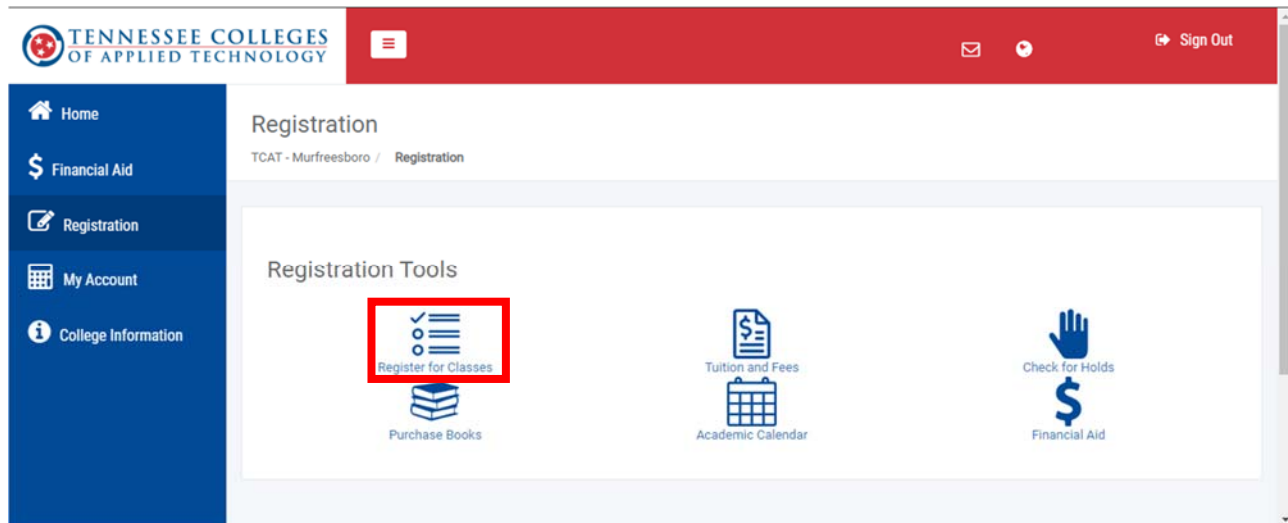 TENNESSEE COLLEGES
OF APPLIED TECHNOLOGY
Sign Out
Home
Financial Aid
Registration
My Account
College Information
Registration
TCAT - Murfreesboro / Registration
Registration Tools
Register for Classes
Tuition and Fees
Check for Holds
Purchase Books
Academic Calendar
Financial Aid